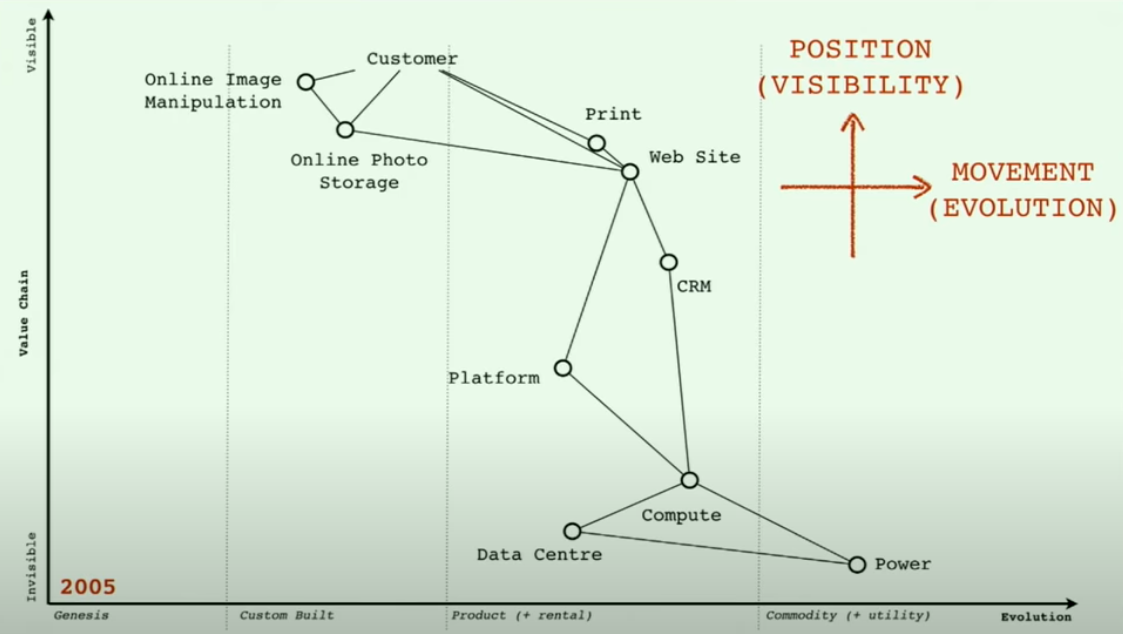 Visible
Customer
Online Image
Manipulation
Online Photo
Storage
Print
Web Site
POSITION
(VISIBILITY)
MOVEMENT
(EVOLUTION)
CRM
Value Chain
Platform
Compute
Data Centre
Power
Invisible
2005
Genesis
Custom Built
Product (+ rental)
Commodity (+ utility)
Evolution